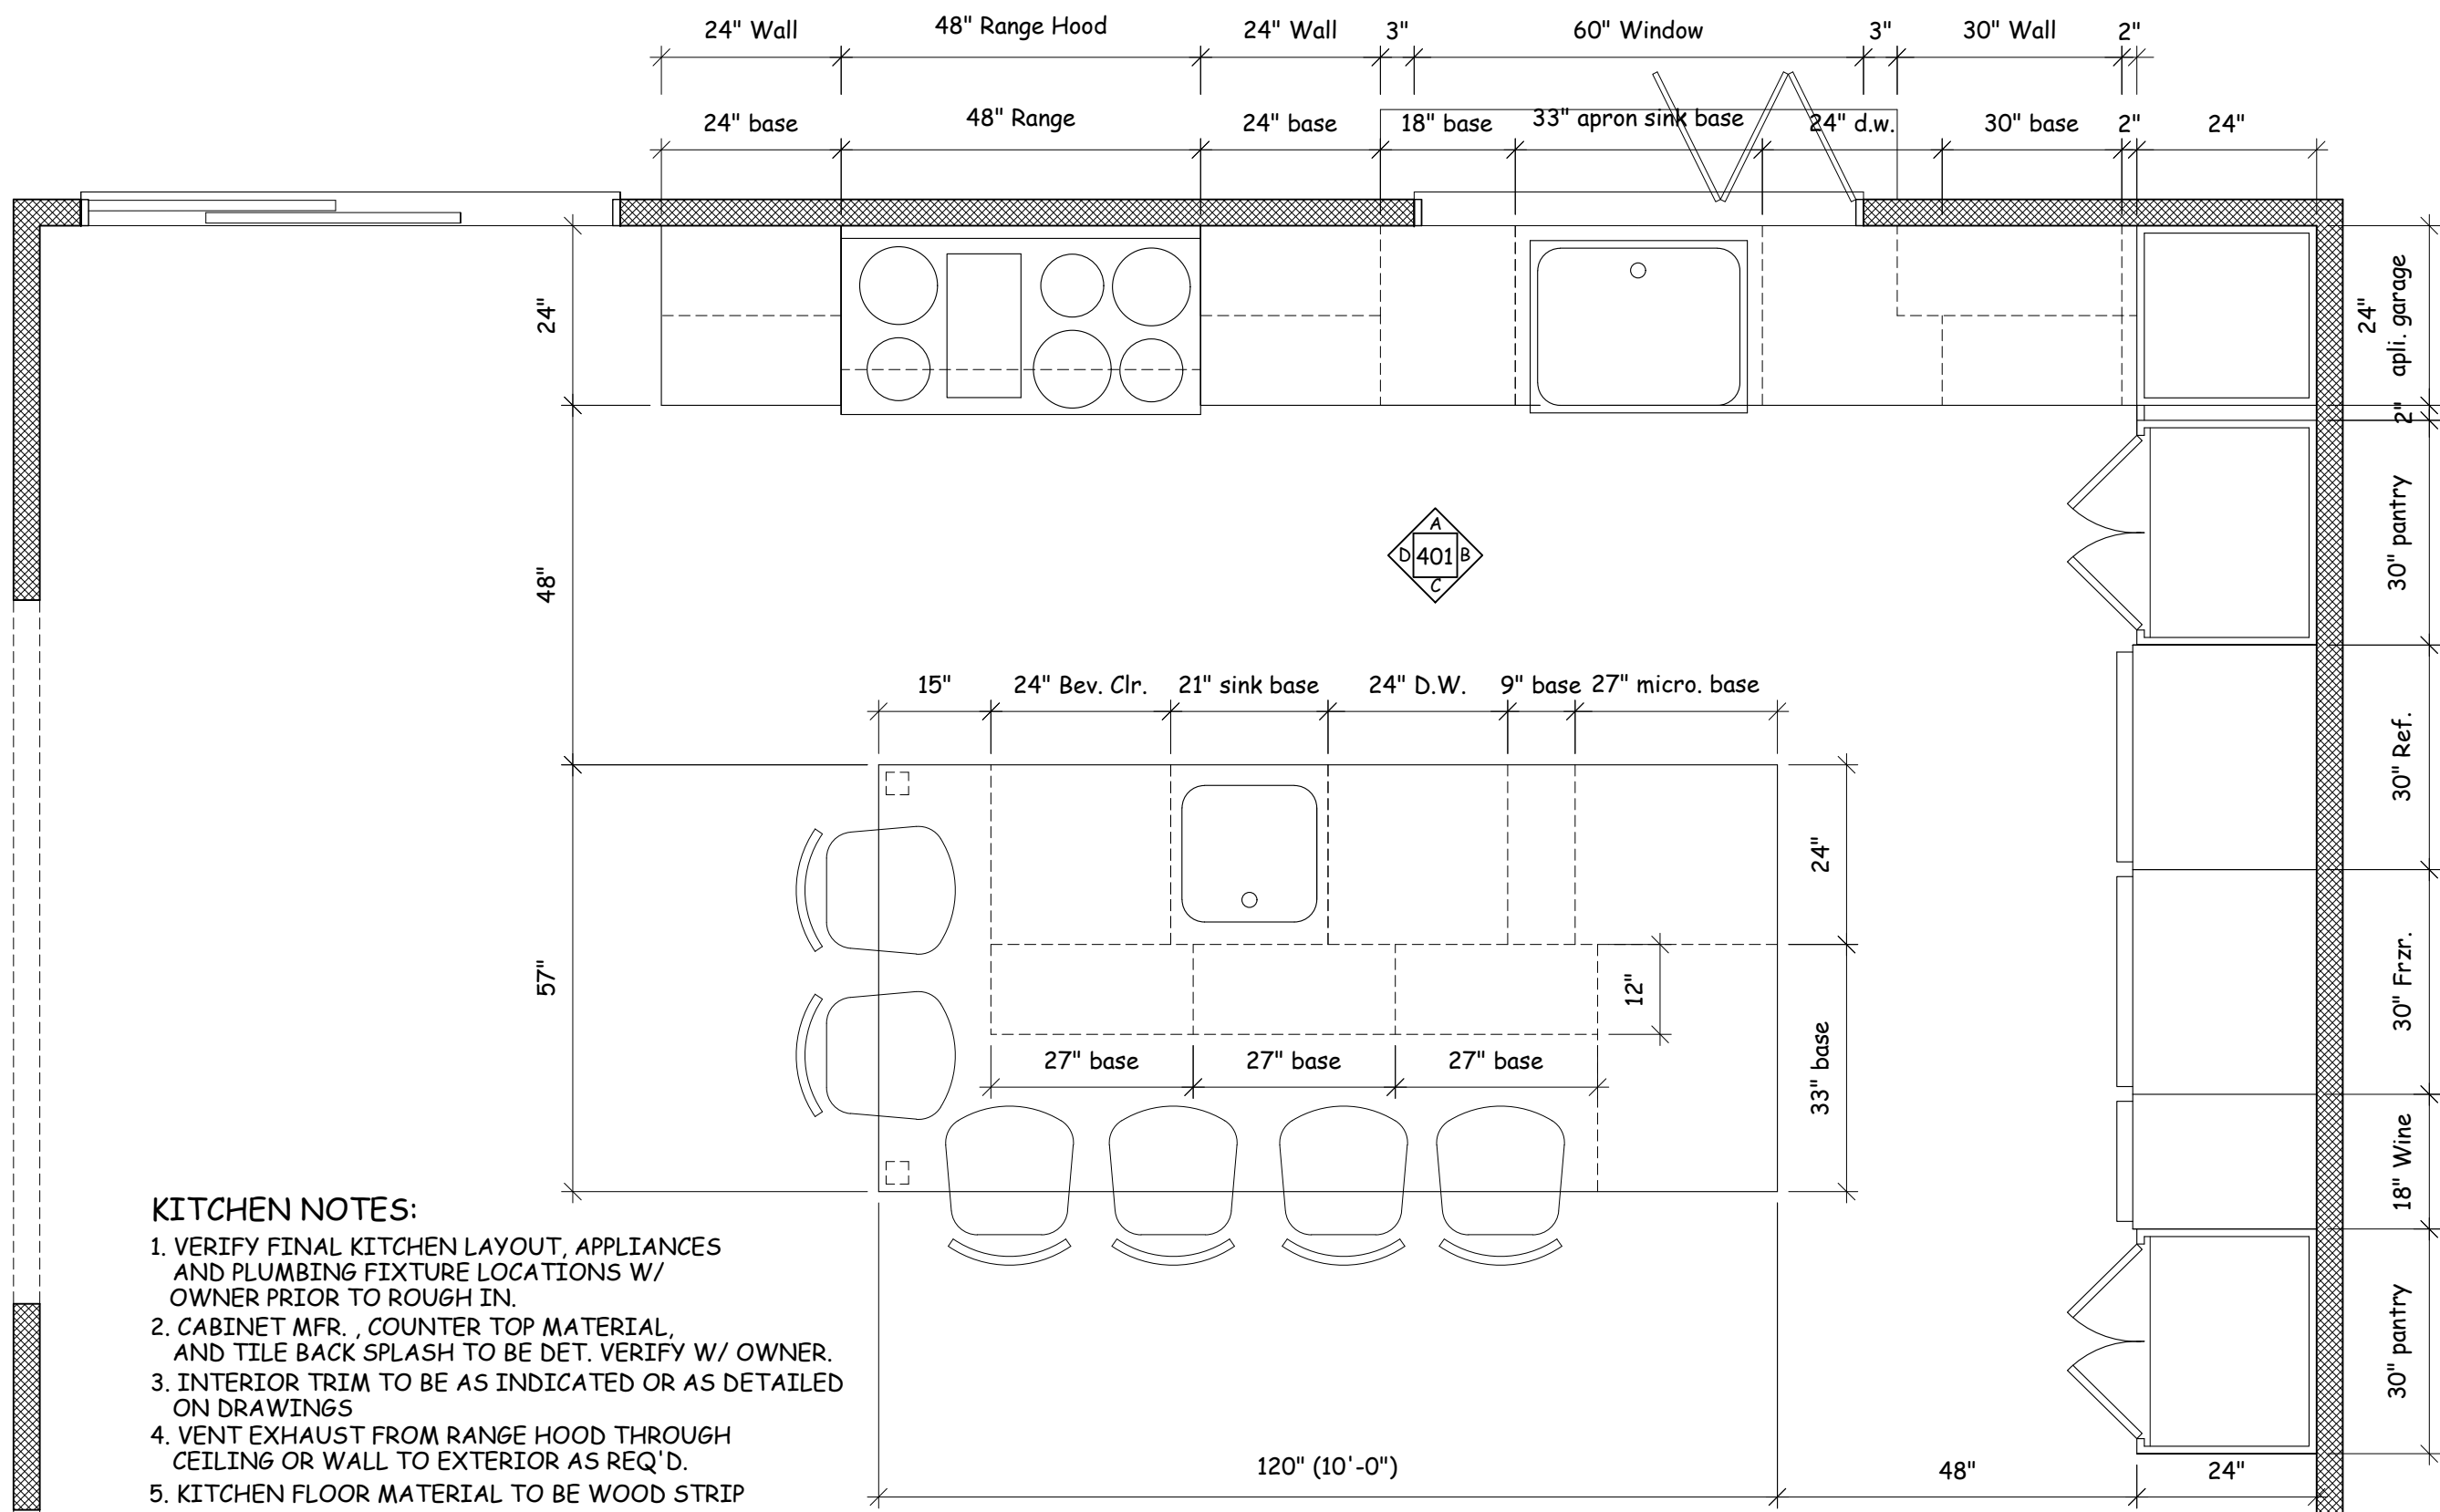 24" Wall 48" Range Hood 24" Wall 3" 60" Window 3" 30" Wall 2"
24" base 48" Range 24" base 18" base 33" apron sink base 24" d.w. 30" base 2" 24"
24"
24"
apli. garage
2"
48"
30" pantry
A
D 401 B
C
15" 24" Bev. Clr. 21" sink base 24" D.W. 9" base 27" micro. base
30" Ref.
24"
57"
12"
30" Frzr.
27" base 27" base 27" base
33" base
18" Wine
KITCHEN NOTES:
1. VERIFY FINAL KITCHEN LAYOUT, APPLIANCES
AND PLUMBING FIXTURE LOCATIONS W/
OWNER PRIOR TO ROUGH IN.
2. CABINET MFR. , COUNTER TOP MATERIAL,
AND TILE BACK SPLASH TO BE DET. VERIFY W/ OWNER.
3. INTERIOR TRIM TO BE AS INDICATED OR AS DETAILED
ON DRAWINGS
4. VENT EXHAUST FROM RANGE HOOD THROUGH
CEILING OR WALL TO EXTERIOR AS REQ'D.
5. KITCHEN FLOOR MATERIAL TO BE WOOD STRIP
30" pantry
120" (10'-0") 48" 24"